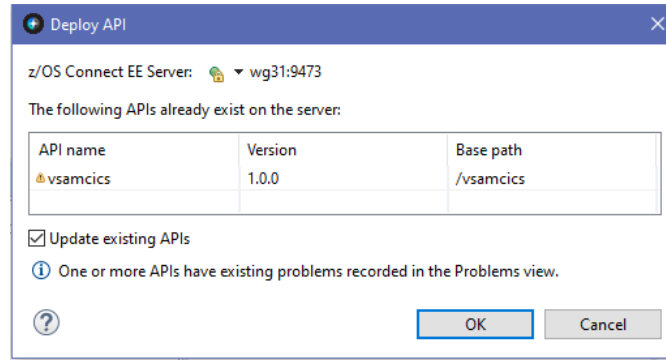 Deploy API
z/OS Connect EE Server: wg31:9473
The following APIs already exist on the server:
API name Version Base path
vsamcics 1.0.0 /vsamcics
Update existing APIs
One or more APIs have existing problems recorded in the Problems view.
OK Cancel